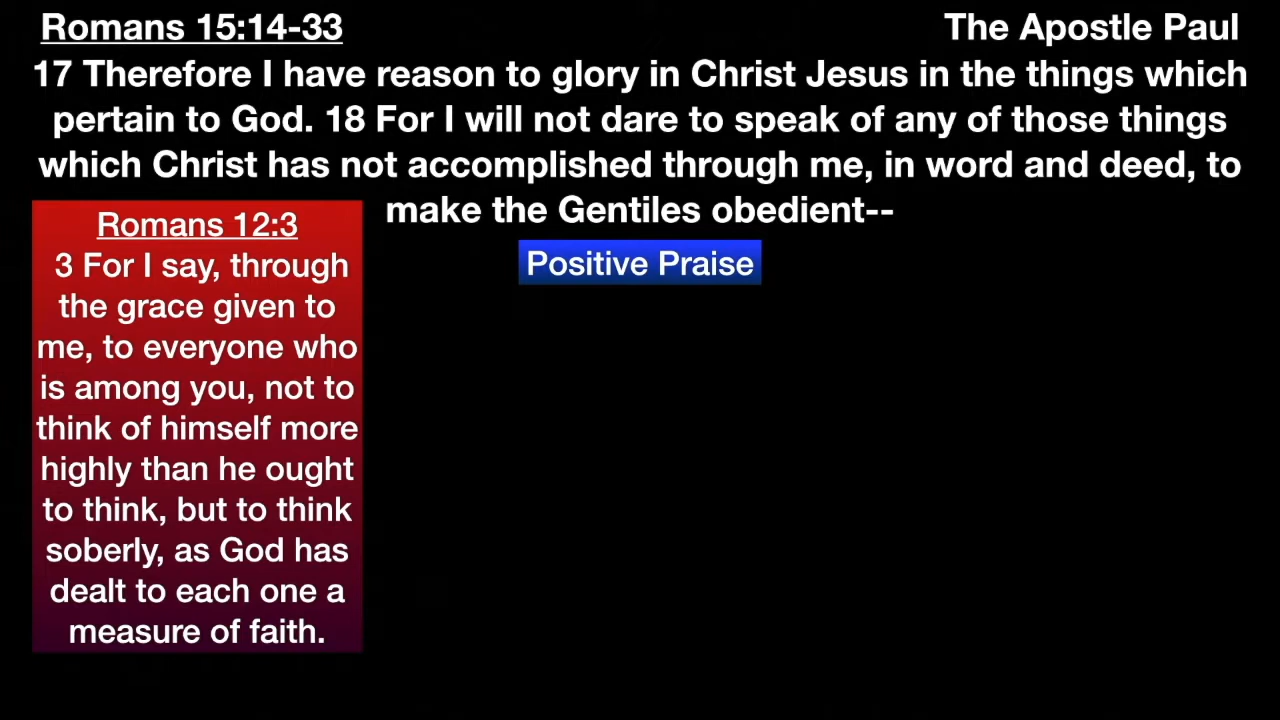 Romans 15:14-33
The Apostle Paul
17 Therefore I have reason to glory in Christ Jesus in the things which
pertain to God. 18 For I will not dare to speak of any of those things
which Christ has not accomplished through me, in word and deed, to
make the Gentiles obedient--
Positive Praise
Romans 12:3
3 For I say, through
the grace given to
me, to everyone who
is among you, not to
think of himself more
highly than he ought
to think, but to think
soberly, as God has
dealt to each one a
measure of faith.